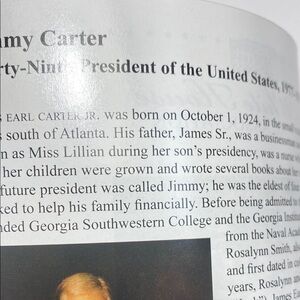 my Carter
rty-Ninth President of the United States, 197
EARL CARTER JR. was born on October 1, 1924, in the small
s south of Atlanta. His father, James Sr., was a businessman
n as Miss Lillian during her son's presidency, was a nurse
her children were grown and wrote several books about her
future president was called Jimmy; he was the eldest of
ked to help his family financially. Before being admitted to
nded Georgia Southwestern College and the Georgia Institu
from the Naval Acad
Rosalynn Smith,
and first dated in
years, Rosalynn a
James Ea